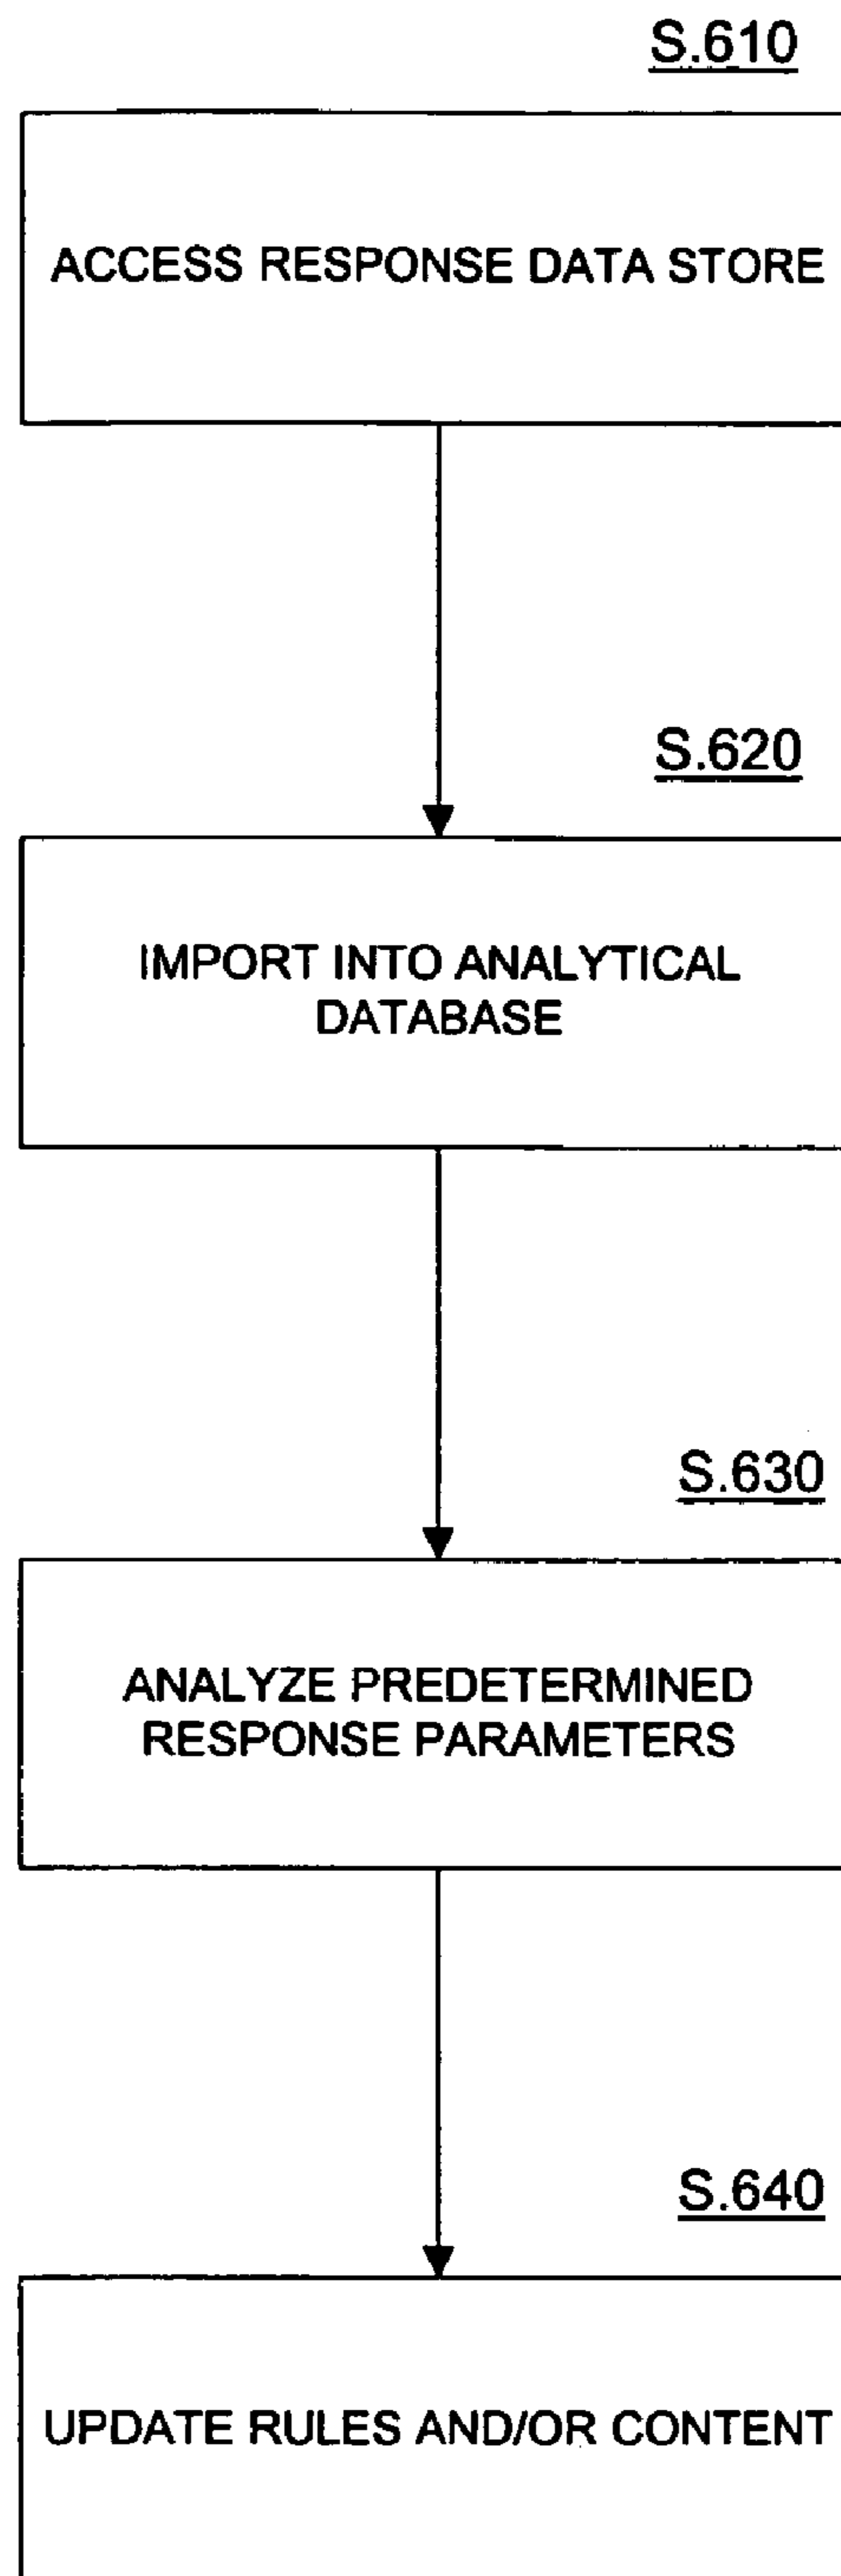 S.610
ACCESS RESPONSE DATA STORE
S.620
IMPORT INTO ANALYTICAL
DATABASE
S.630
ANALYZE PREDETERMINED
RESPONSE PARAMETERS
S.640
UPDATE RULES AND/OR CONTENT